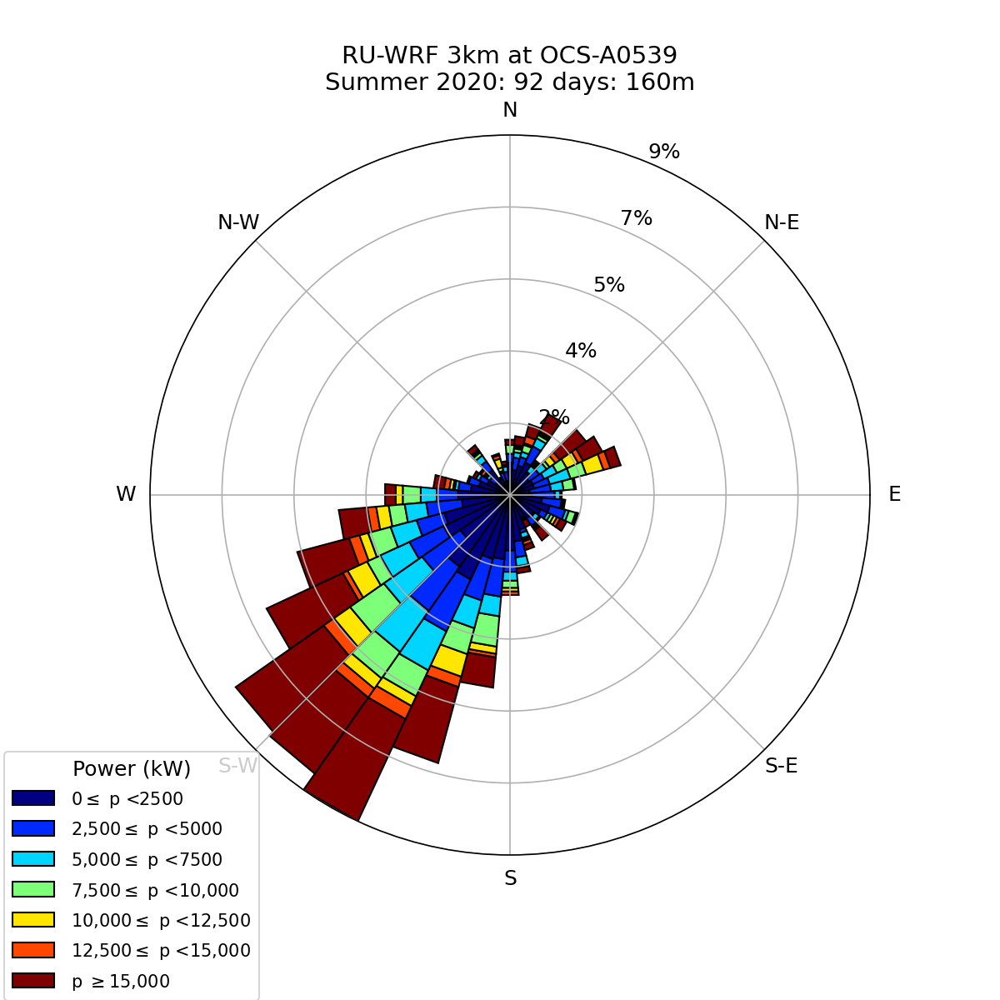 RU-WRF 3km at OCS-A0539
Summer 2020: 92 days: 160m
N
9%
N-W
7%
N-E
5%
4%
2%
W
E
S-W
S-E
S
Power (kW)
0≤ p <2500
2,500≤ p <5000
5,000≤ p <7500
7,500≤ p <10,000
10,000≤ p <12,500
12,500≤ p <15,000
p ≥15,000